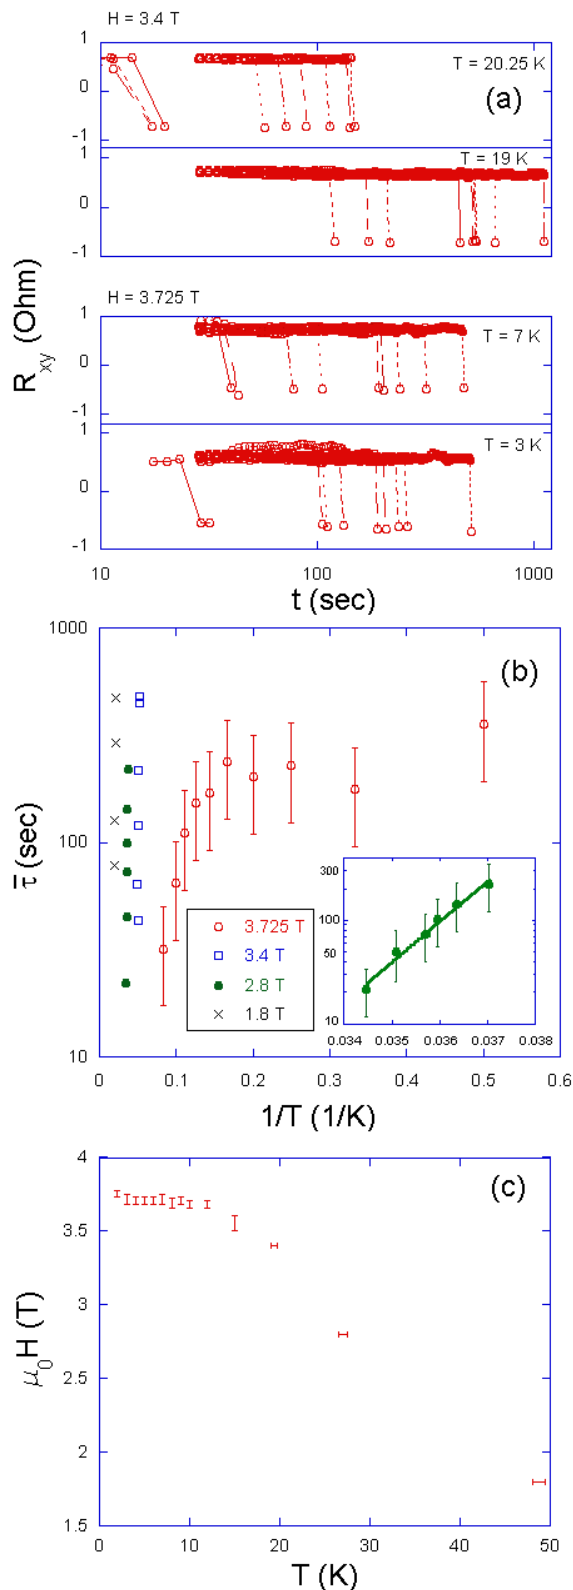 H = 3.4 T
1
T = 20.25 K
0
(a)
-1
1
T = 19 K
0
-1
H = 3.725 T
R_xy (Ohm)
1
T = 7 K
0
-1
1
T = 3 K
0
-1
10
100
1000
t (sec)
1000
(b)
100
10
τ̅ (sec)
3.725 T
3.4 T
2.8 T
1.8 T
300
100
50
10
0.034 0.035 0.036 0.037 0.038
0 0.1 0.2 0.3 0.4 0.5 0.6
1/T (1/K)
4
(c)
3.5
3
2.5
2
1.5
μ₀H (T)
0 10 20 30 40 50
T (K)